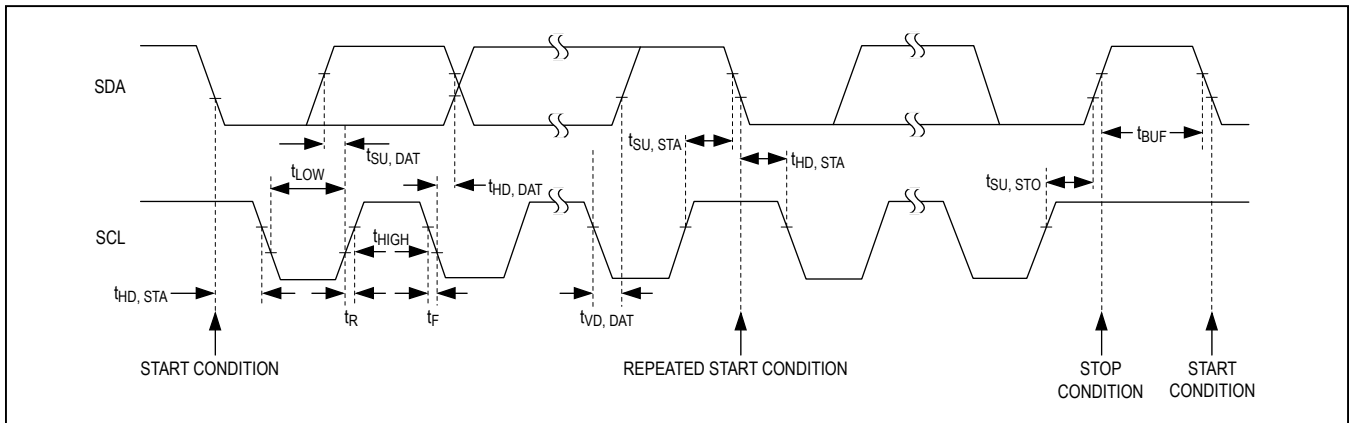 SDA
tSU, DAT
tLOW
tHD, DAT
tSU, STA
tHD, STA
tBUF
tSU, STO
SCL
tHIGH
tHD, STA
tR
tF
tVD, DAT
START CONDITION
REPEATED START CONDITION
STOP
CONDITION
START
CONDITION